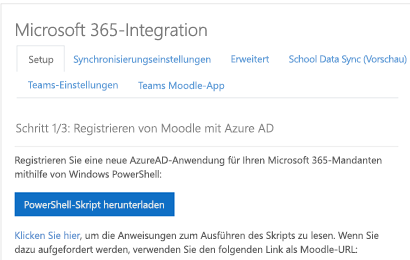 Microsoft 365-Integration
Setup Synchronisierungseinstellungen Erweitert School Data Sync (Vorschau)
Teams-Einstellungen Teams Moodle-App
Schritt 1/3: Registrieren von Moodle mit Azure AD
Registrieren Sie eine neue AzureAD-Anwendung für Ihren Microsoft 365-Mandanten
mithilfe von Windows PowerShell:
PowerShell-Skript herunterladen
Klicken Sie hier, um die Anweisungen zum Ausführen des Skripts zu lesen. Wenn Sie
dazu aufgefordert werden, verwenden Sie den folgenden Link als Moodle-URL: